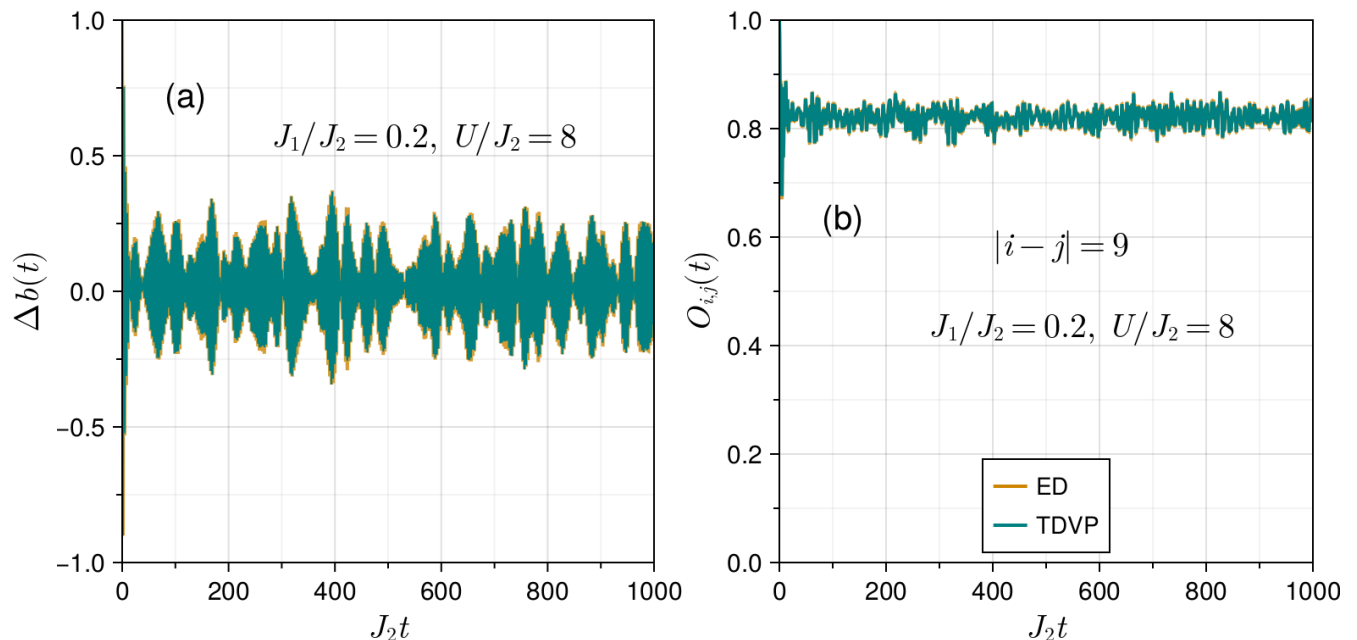 (a)
J₁/J₂ = 0.2, U/J₂ = 8
Δb(t)
1.0
0.5
0.0
−0.5
−1.0
0
200
400
600
800
1000
J₂t
(b)
|i − j| = 9
J₁/J₂ = 0.2, U/J₂ = 8
ED
TDVP
Oᵢ,ⱼ(t)
1.0
0.8
0.6
0.4
0.2
0.0
0
200
400
600
800
1000
J₂t